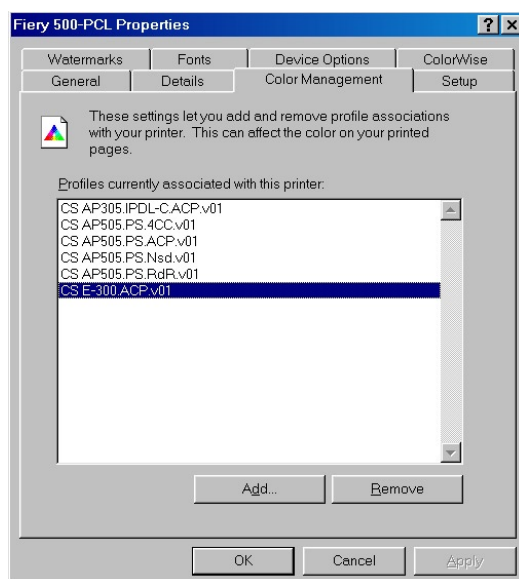 Fiery 500-PCL Properties
Watermarks Fonts Device Options ColorWise
General Details Color Management Setup
These settings let you add and remove profile associations
with your printer. This can affect the color on your printed
pages.
Profiles currently associated with this printer:
CS AP305.IPDL-C.ACP.v01
CS AP505.PS.4CC.v01
CS AP505.PS.ACP.v01
CS AP505.PS.Nsd.v01
CS AP505.PS.RdR.v01
CS E-300.ACP.v01
Add... Remove
OK Cancel Apply